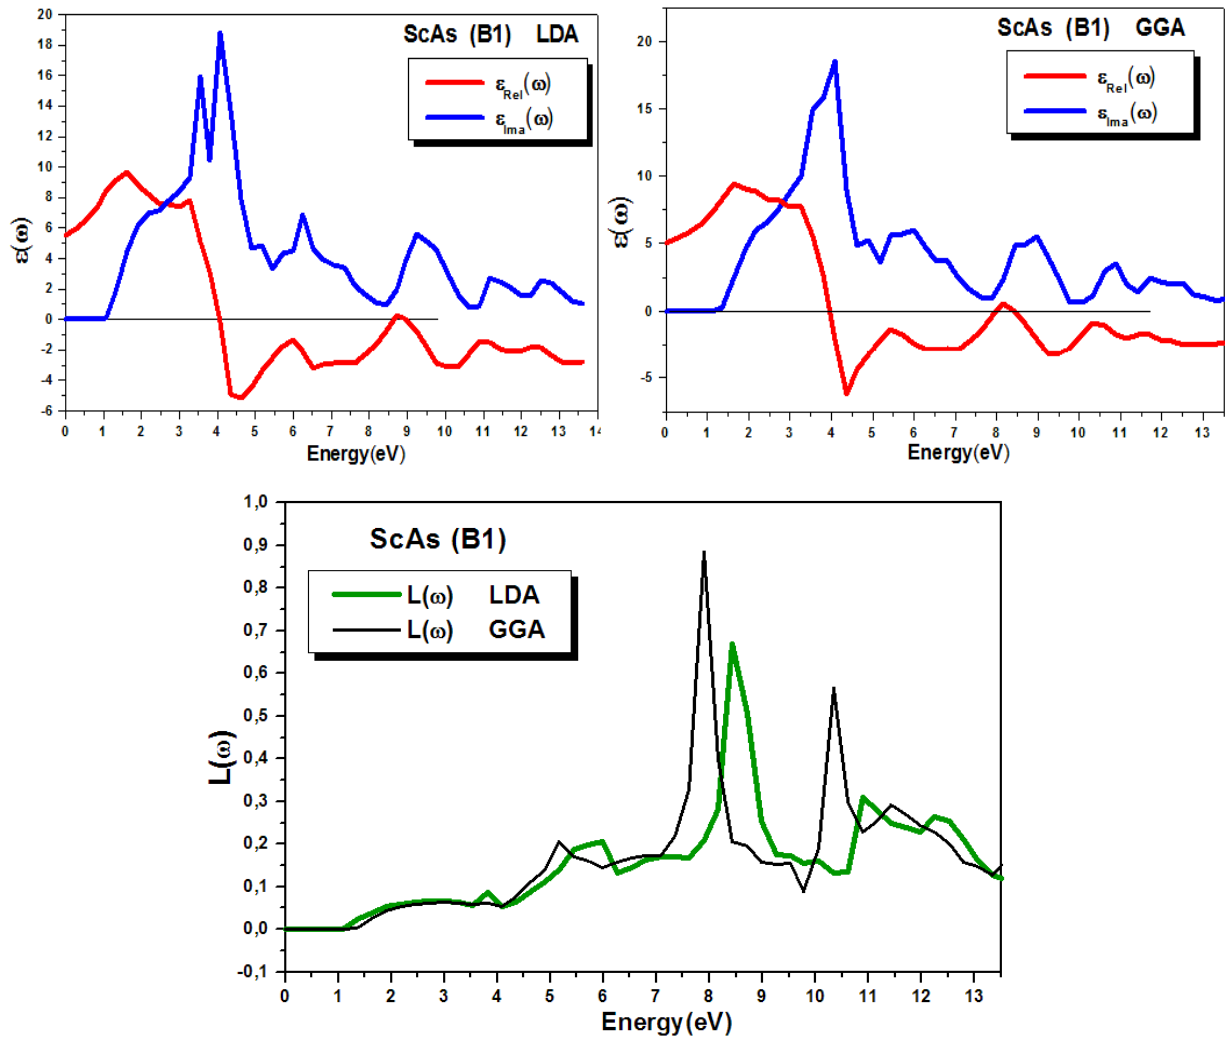 ScAs (B1) LDA
εRel(ω)
εIma(ω)
ε(ω)
20
18
16
14
12
10
8
6
4
2
0
-2
-4
-6
0 1 2 3 4 5 6 7 8 9 10 11 12 13 14
Energy(eV)
ScAs (B1) GGA
εRel(ω)
εIma(ω)
ε(ω)
20
15
10
5
0
-5
0 1 2 3 4 5 6 7 8 9 10 11 12 13
Energy(eV)
ScAs (B1)
L(ω) LDA
L(ω) GGA
L(ω)
1,0
0,9
0,8
0,7
0,6
0,5
0,4
0,3
0,2
0,1
0,0
-0,1
0 1 2 3 4 5 6 7 8 9 10 11 12 13
Energy(eV)